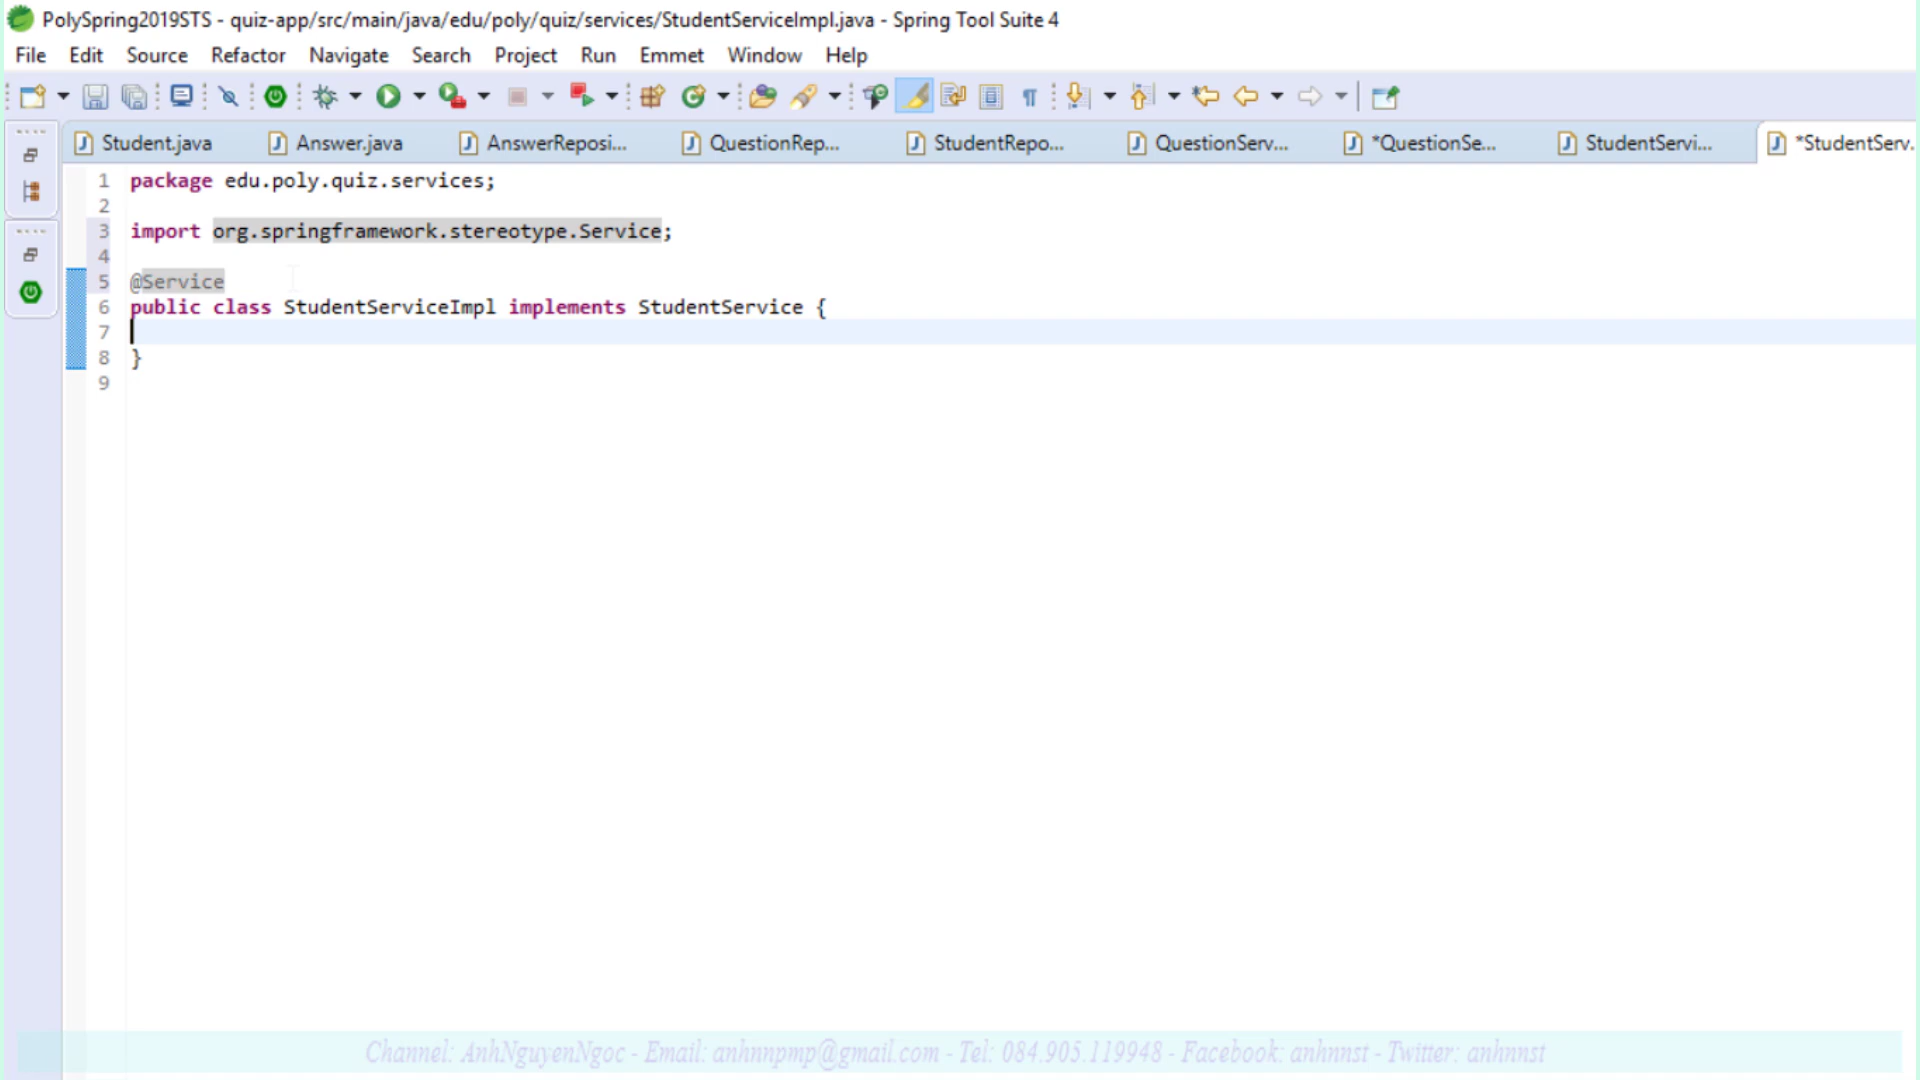 PolySpring2019STS - quiz-app/src/main/java/edu/poly/quiz/services/StudentServiceImpl.java - Spring Tool Suite 4
File Edit Source Refactor Navigate Search Project Run Emmet Window Help
Student.java Answer.java AnswerReposi... QuestionRep... StudentRepo... QuestionServ... *QuestionSe... StudentServi... *StudentServ.
1 package edu.poly.quiz.services;
2
3 import org.springframework.stereotype.Service;
4
5 @Service
6 public class StudentServiceImpl implements StudentService {
7
8 }
9
Channel: AnhNguyenNgoc - Email: anhnnpmp@gmail.com - Tel: 084.905.119948 - Facebook: anhnnst - Twitter: anhnnst